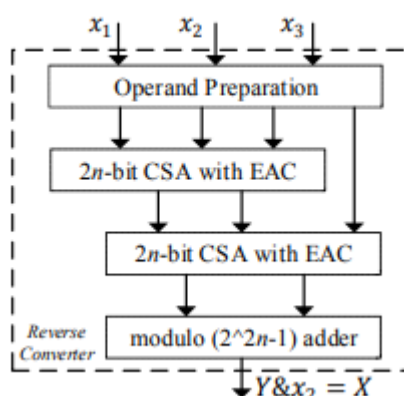 x₁ x₂ x₃
Operand Preparation
2n-bit CSA with EAC
2n-bit CSA with EAC
Reverse
Converter
modulo (2^2n-1) adder
Y&x₂ = X